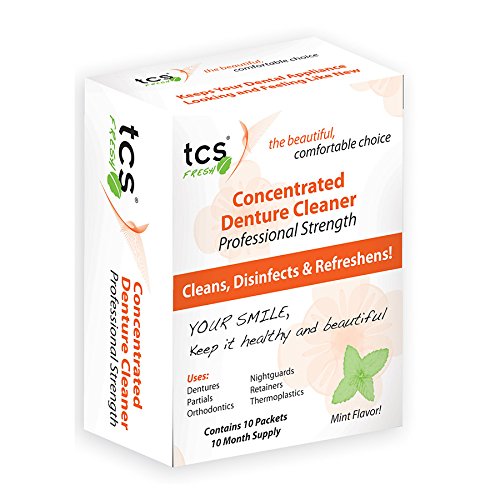 tcs®
FRESH
the beautiful,
comfortable choice
Keeps Your Dental Appliance
Looking and Feeling Like New
tcs®
FRESH
Concentrated
Denture Cleaner
Professional Strength
tcs®
FRESH
the beautiful,
comfortable choice
Concentrated
Denture Cleaner
Professional Strength
Cleans, Disinfects & Refreshens!
YOUR SMILE,
Keep it healthy and beautiful
Uses:
Dentures
Partials
Orthodontics
Nightguards
Retainers
Thermoplastics
Contains 10 Packets
10 Month Supply
Mint Flavor!